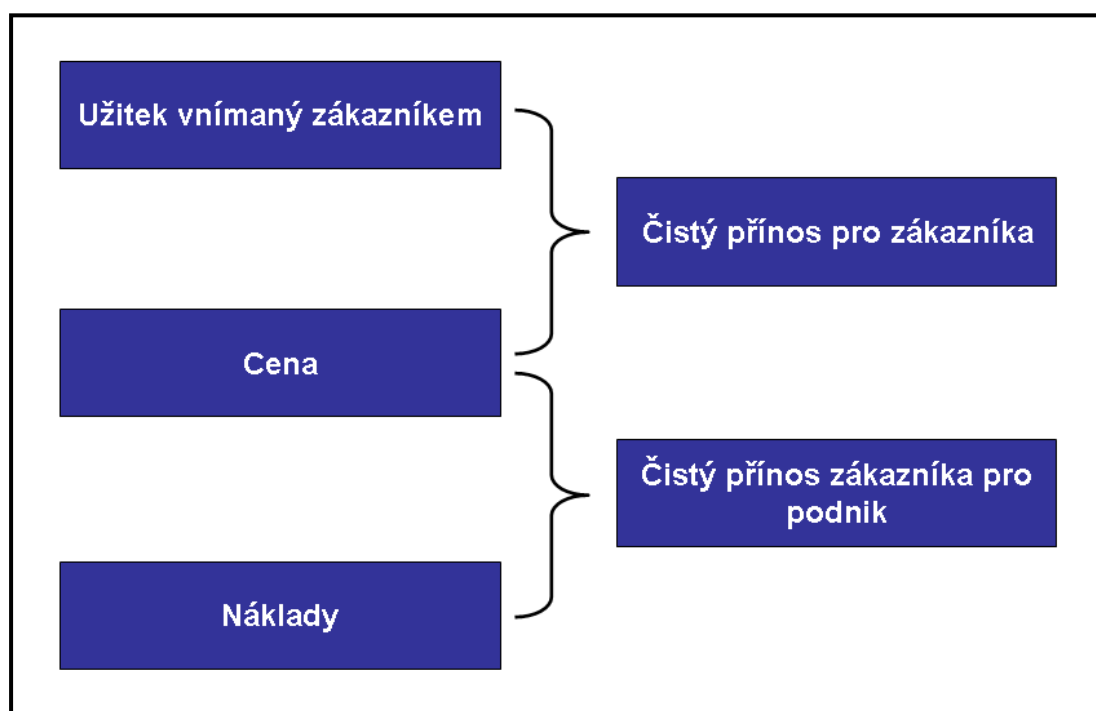 Užitek vnímaný zákazníkem
Čistý přínos pro zákazníka
Cena
Čistý přínos zákazníka pro
podnik
Náklady